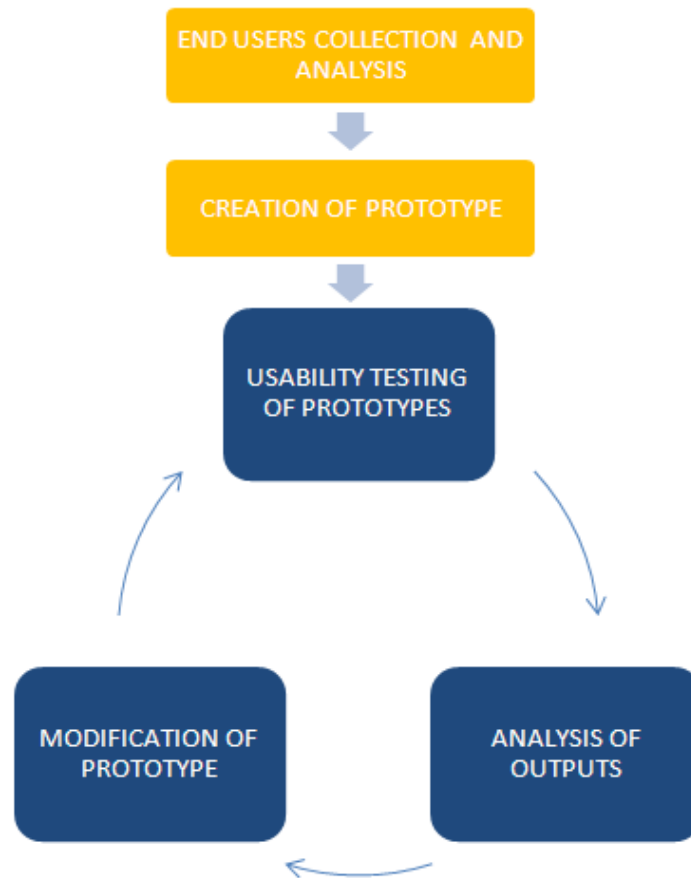 END USERS COLLECTION AND
ANALYSIS
CREATION OF PROTOTYPE
USABILITY TESTING
OF PROTOTYPES
MODIFICATION OF
PROTOTYPE
ANALYSIS OF
OUTPUTS